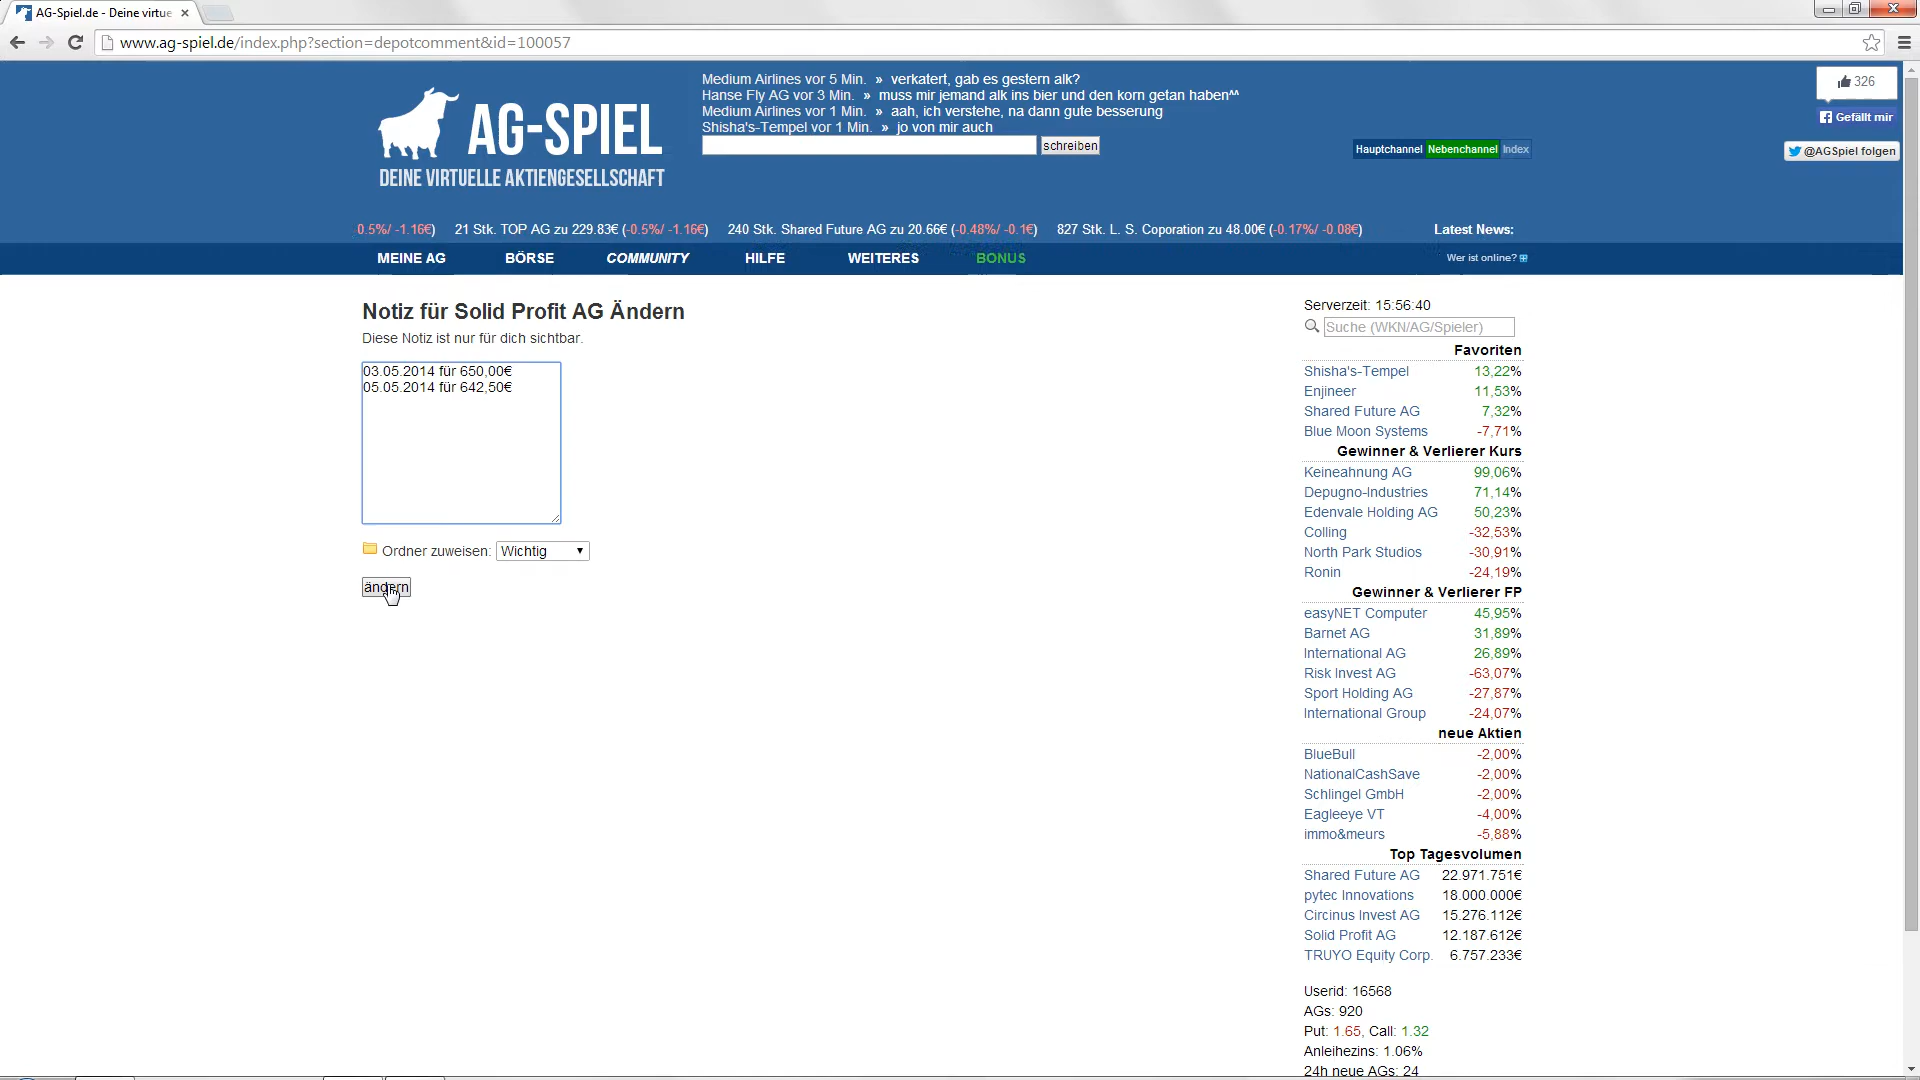 AG-Spiel.de - Deine virtue
www.ag-spiel.de/index.php?section=depotcomment&id=100057
AG-SPIEL
DEINE VIRTUELLE AKTIENGESELLSCHAFT
Medium Airlines vor 5 Min. » verkatert, gab es gestern alk?
Hanse Fly AG vor 3 Min. » muss mir jemand alk ins bier und den korn getan haben^^
Medium Airlines vor 1 Min. » aah, ich verstehe, na dann gute besserung
Shisha's-Tempel vor 1 Min. » jo von mir auch
schreiben
Hauptchannel Nebenchannel Index
326
Gefällt mir
@AGSpiel folgen
0.5%/ -1.16€) 21 Stk. TOP AG zu 229.83€ (-0.5%/ -1.16€) 240 Stk. Shared Future AG zu 20.66€ (-0.48%/ -0.1€) 827 Stk. L. S. Coporation zu 48.00€ (-0.17%/ -0.08€) Latest News:
MEINE AG BÖRSE COMMUNITY HILFE WEITERES BONUS
Wer ist online?
Notiz für Solid Profit AG Ändern
Diese Notiz ist nur für dich sichtbar.
03.05.2014 für 650,00€
05.05.2014 für 642,50€
Ordner zuweisen: Wichtig
ändern
Serverzeit: 15:56:40
Suche (WKN/AG/Spieler)
Favoriten
Shisha's-Tempel 13,22%
Enjineer 11,53%
Shared Future AG 7,32%
Blue Moon Systems -7,71%
Gewinner & Verlierer Kurs
Keineahnung AG 99,06%
Depugno-Industries 71,14%
Edenvale Holding AG 50,23%
Colling -32,53%
North Park Studios -30,91%
Ronin -24,19%
Gewinner & Verlierer FP
easyNET Computer 45,95%
Barnet AG 31,89%
International AG 26,89%
Risk Invest AG -63,07%
Sport Holding AG -27,87%
International Group -24,07%
neue Aktien
BlueBull -2,00%
NationalCashSave -2,00%
Schlingel GmbH -2,00%
Eagleeye VT -4,00%
immo&meurs -5,88%
Top Tagesvolumen
Shared Future AG 22.971.751€
pytec Innovations 18.000.000€
Circinus Invest AG 15.276.112€
Solid Profit AG 12.187.612€
TRUYO Equity Corp. 6.757.233€
Userid: 16568
AGs: 920
Put: 1.65, Call: 1.32
Anleihezins: 1.06%
24h neue AGs: 24